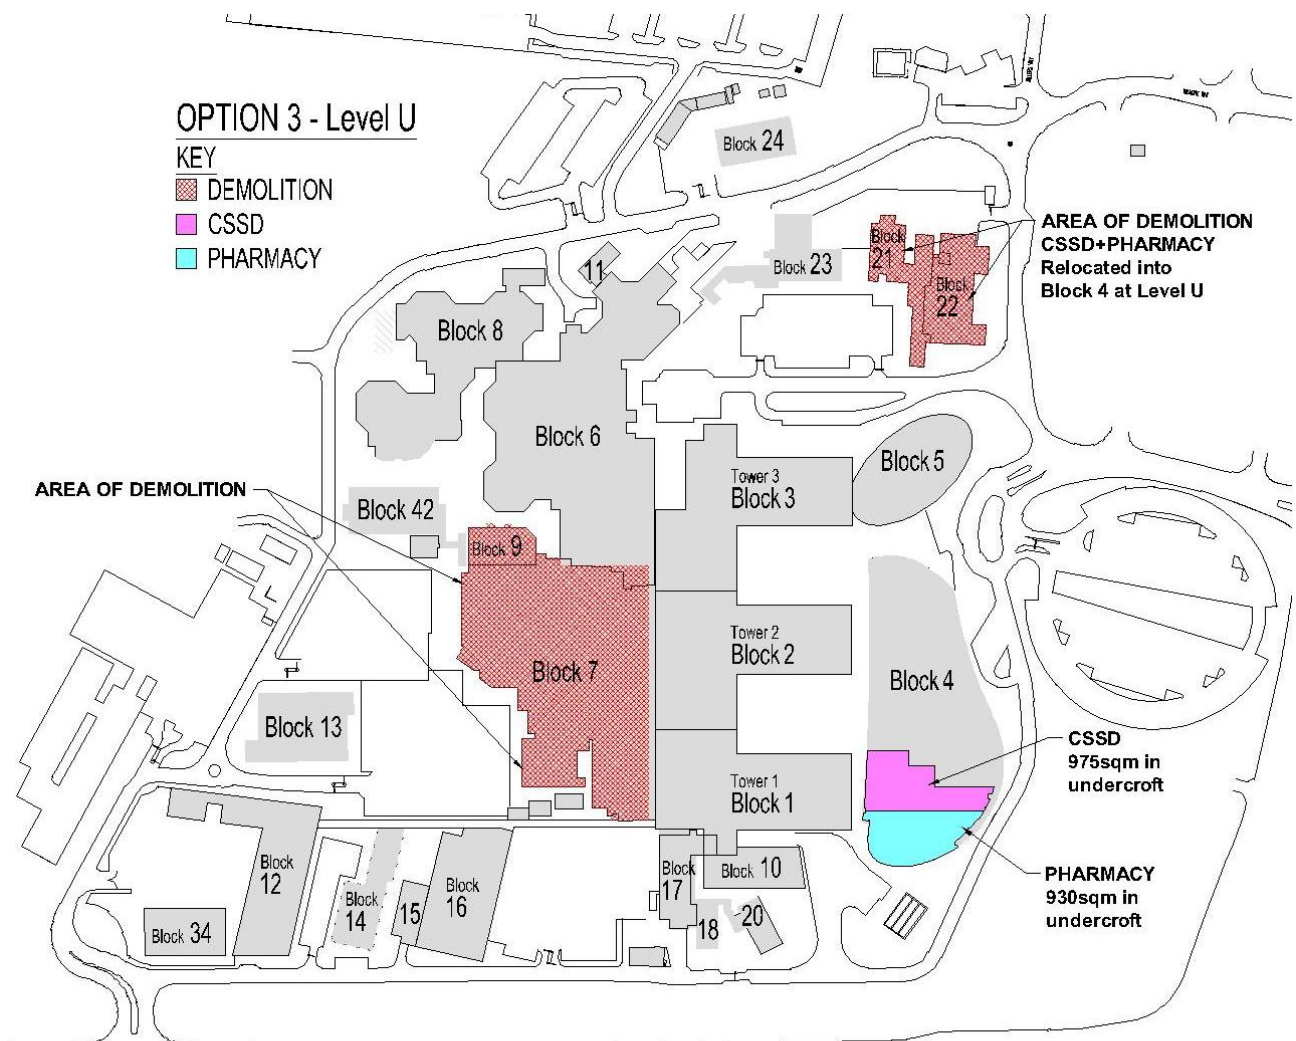 OPTION 3 - Level U
KEY
DEMOLITION
CSSD
PHARMACY
Block 24
AREA OF DEMOLITION
CSSD+PHARMACY
Relocated into
Block 4 at Level U
Block
21
Block
22
Block 23
11
Block 8
Block 6
Block 5
Tower 3
Block 3
AREA OF DEMOLITION
Block 42
Block 9
Tower 2
Block 2
Block 7
Block 4
Block 13
CSSD
975sqm in
undercroft
Tower 1
Block 1
PHARMACY
930sqm in
undercroft
Block
12
Block
14
15
Block
16
Block
17
Block 10
18
20
Block 34